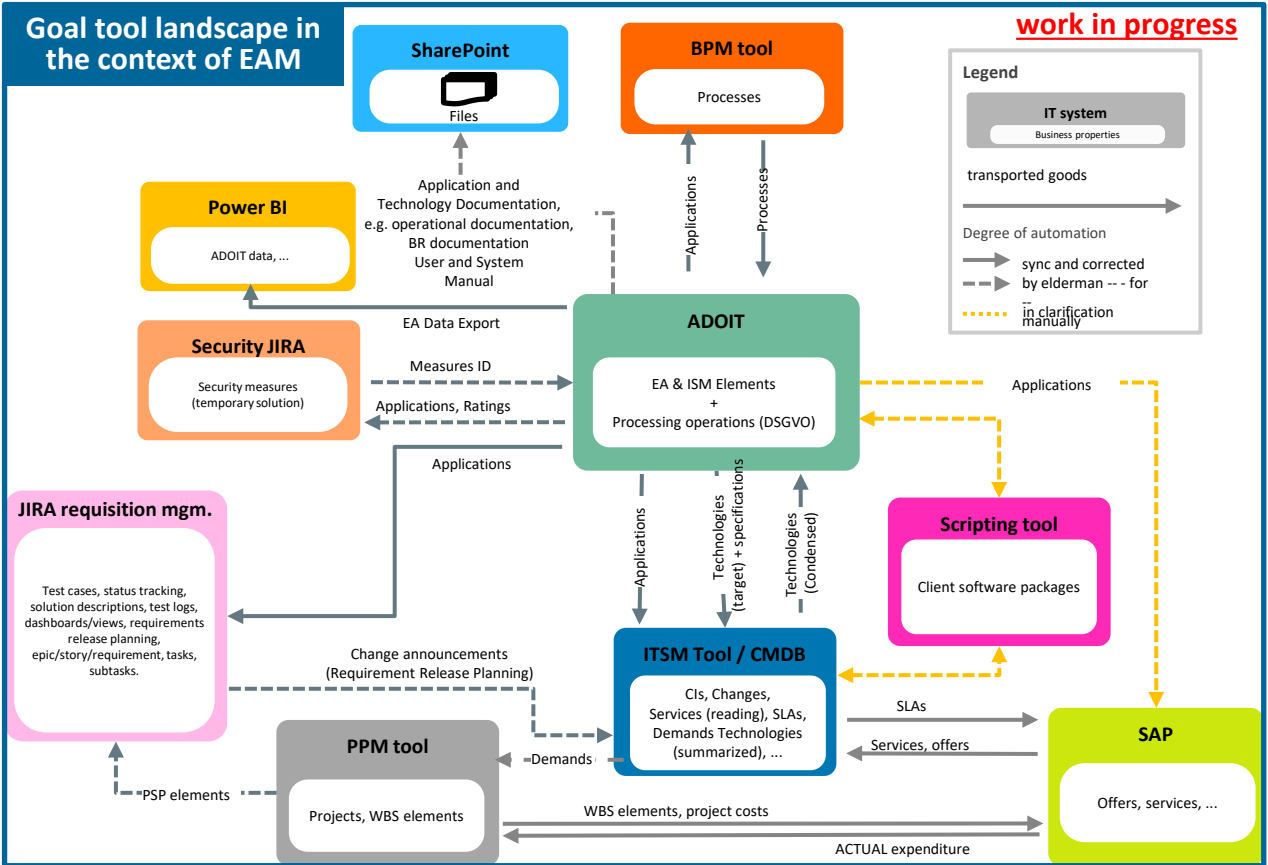 Goal tool landscape in
the context of EAM
work in progress
SharePoint
Files
BPM tool
Processes
Legend
IT system
Business properties
transported goods
Degree of automation
sync and corrected
by elderman -- - for
--
in clarification
manually
Application and
Technology Documentation,
e.g. operational documentation,
BR documentation
User and System
Manual
Applications
Processes
Power BI
ADOIT data, ...
EA Data Export
ADOIT
EA & ISM Elements
+
Processing operations (DSGVO)
Security JIRA
Security measures
(temporary solution)
Measures ID
Applications, Ratings
Applications
Applications
JIRA requisition mgm.
Test cases, status tracking,
solution descriptions, test logs,
dashboards/views, requirements
release planning,
epic/story/requirement, tasks,
subtasks.
Applications
Technologies
(target) + specifications
Technologies
(Condensed)
Scripting tool
Client software packages
Change announcements
(Requirement Release Planning)
ITSM Tool / CMDB
CIs, Changes,
Services (reading), SLAs,
Demands Technologies
(summarized), ...
SLAs
Services, offers
SAP
Offers, services, ...
PPM tool
Projects, WBS elements
Demands
PSP elements
WBS elements, project costs
ACTUAL expenditure